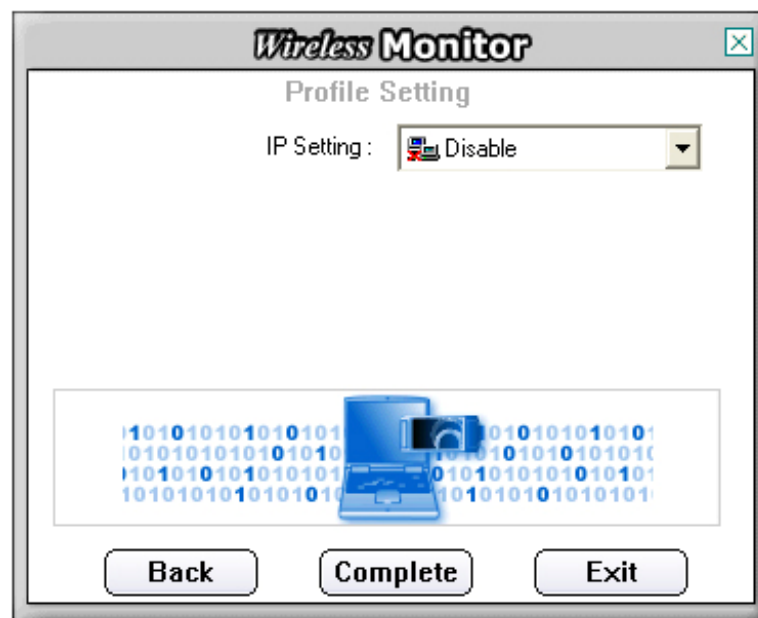 Wireless Monitor
Profile Setting
IP Setting : Disable
Back Complete Exit